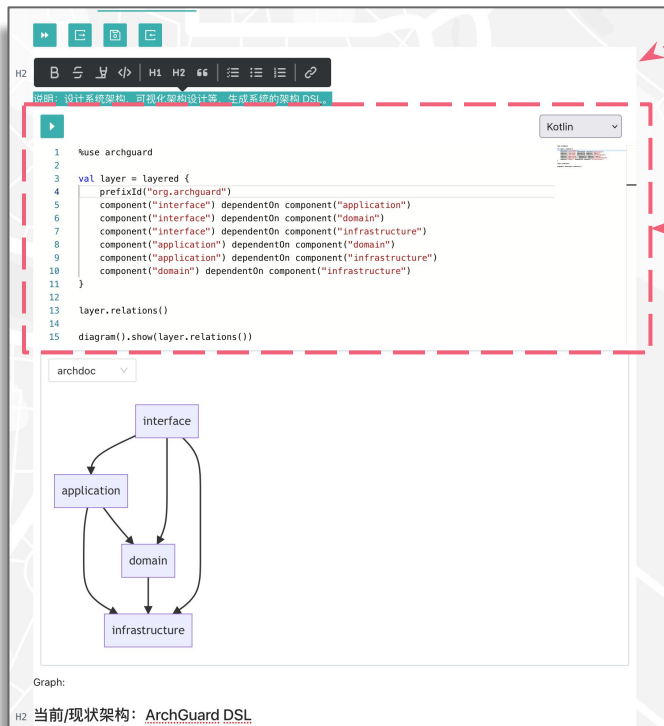 H2
B S </> H1 H2
说明：设计系统架构、可视化架构设计等，生成系统的架构 DSL。
Kotlin
1 %use archguard
2
3 val layer = layered {
4 prefixId("org.archguard")
5 component("interface") dependentOn component("application")
6 component("interface") dependentOn component("domain")
7 component("interface") dependentOn component("infrastructure")
8 component("application") dependentOn component("domain")
9 component("application") dependentOn component("infrastructure")
10 component("domain") dependentOn component("infrastructure")
11 }
12
13 layer.relations()
14
15 diagram().show(layer.relations())
archdoc
interface
application
domain
infrastructure
Graph:
H2 当前/现状架构：ArchGuard DSL